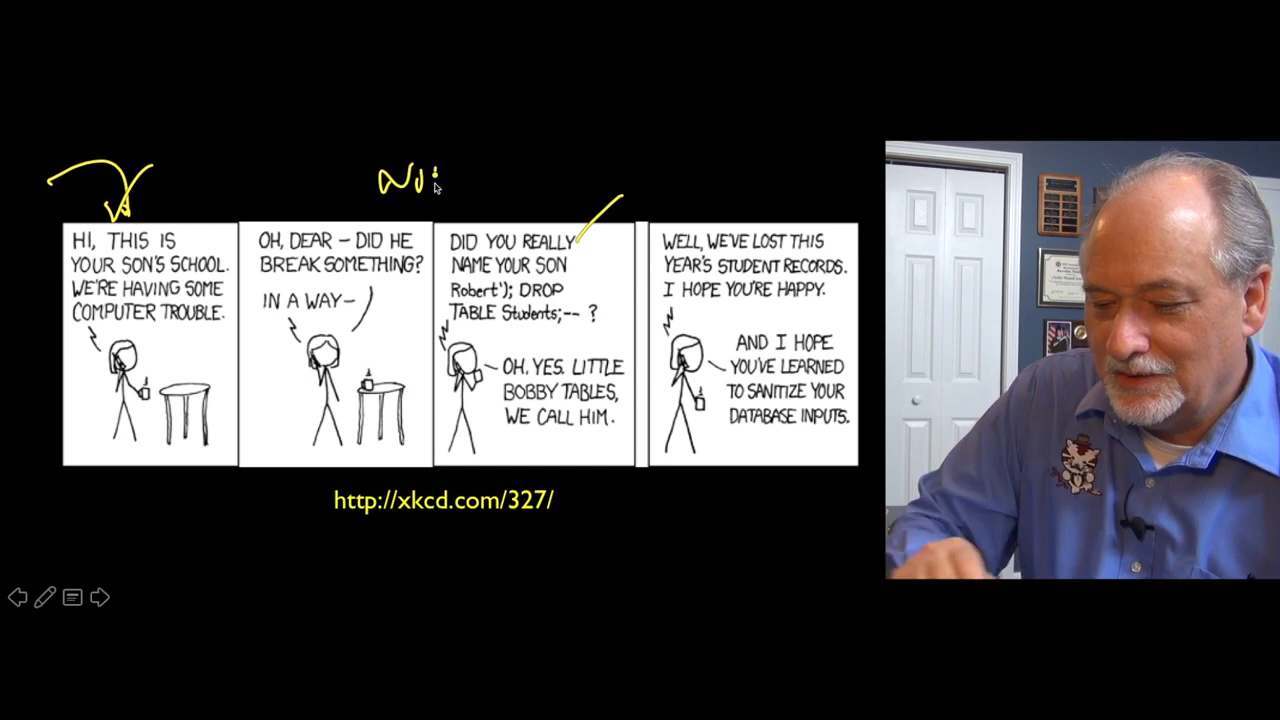 HI, THIS IS
YOUR SON'S SCHOOL.
WE'RE HAVING SOME
COMPUTER TROUBLE.
OH, DEAR – DID HE
BREAK SOMETHING?
IN A WAY–
DID YOU REALLY
NAME YOUR SON
Robert'); DROP
TABLE Students;-- ?
OH. YES. LITTLE
BOBBY TABLES,
WE CALL HIM.
WELL, WE'VE LOST THIS
YEAR'S STUDENT RECORDS.
I HOPE YOU'RE HAPPY.
AND I HOPE
YOU'VE LEARNED
TO SANITIZE YOUR
DATABASE INPUTS.
http://xkcd.com/327/